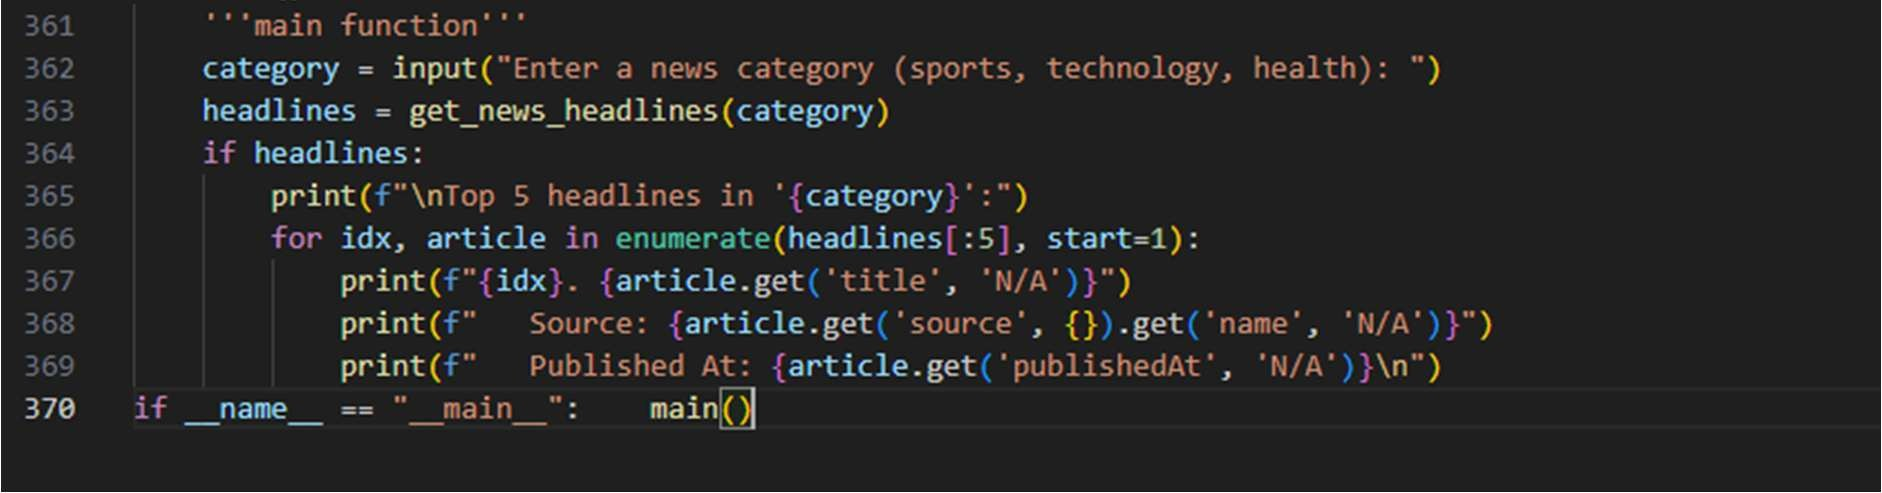 361 '''main function'''
362 category = input("Enter a news category (sports, technology, health): ")
363 headlines = get_news_headlines(category)
364 if headlines:
365 print(f"\nTop 5 headlines in '{category}':")
366 for idx, article in enumerate(headlines[:5], start=1):
367 print(f"{idx}. {article.get('title', 'N/A')}")
368 print(f"   Source: {article.get('source', {}).get('name', 'N/A')}")
369 print(f"   Published At: {article.get('publishedAt', 'N/A')}\n")
370 if __name__ == "__main__":    main()